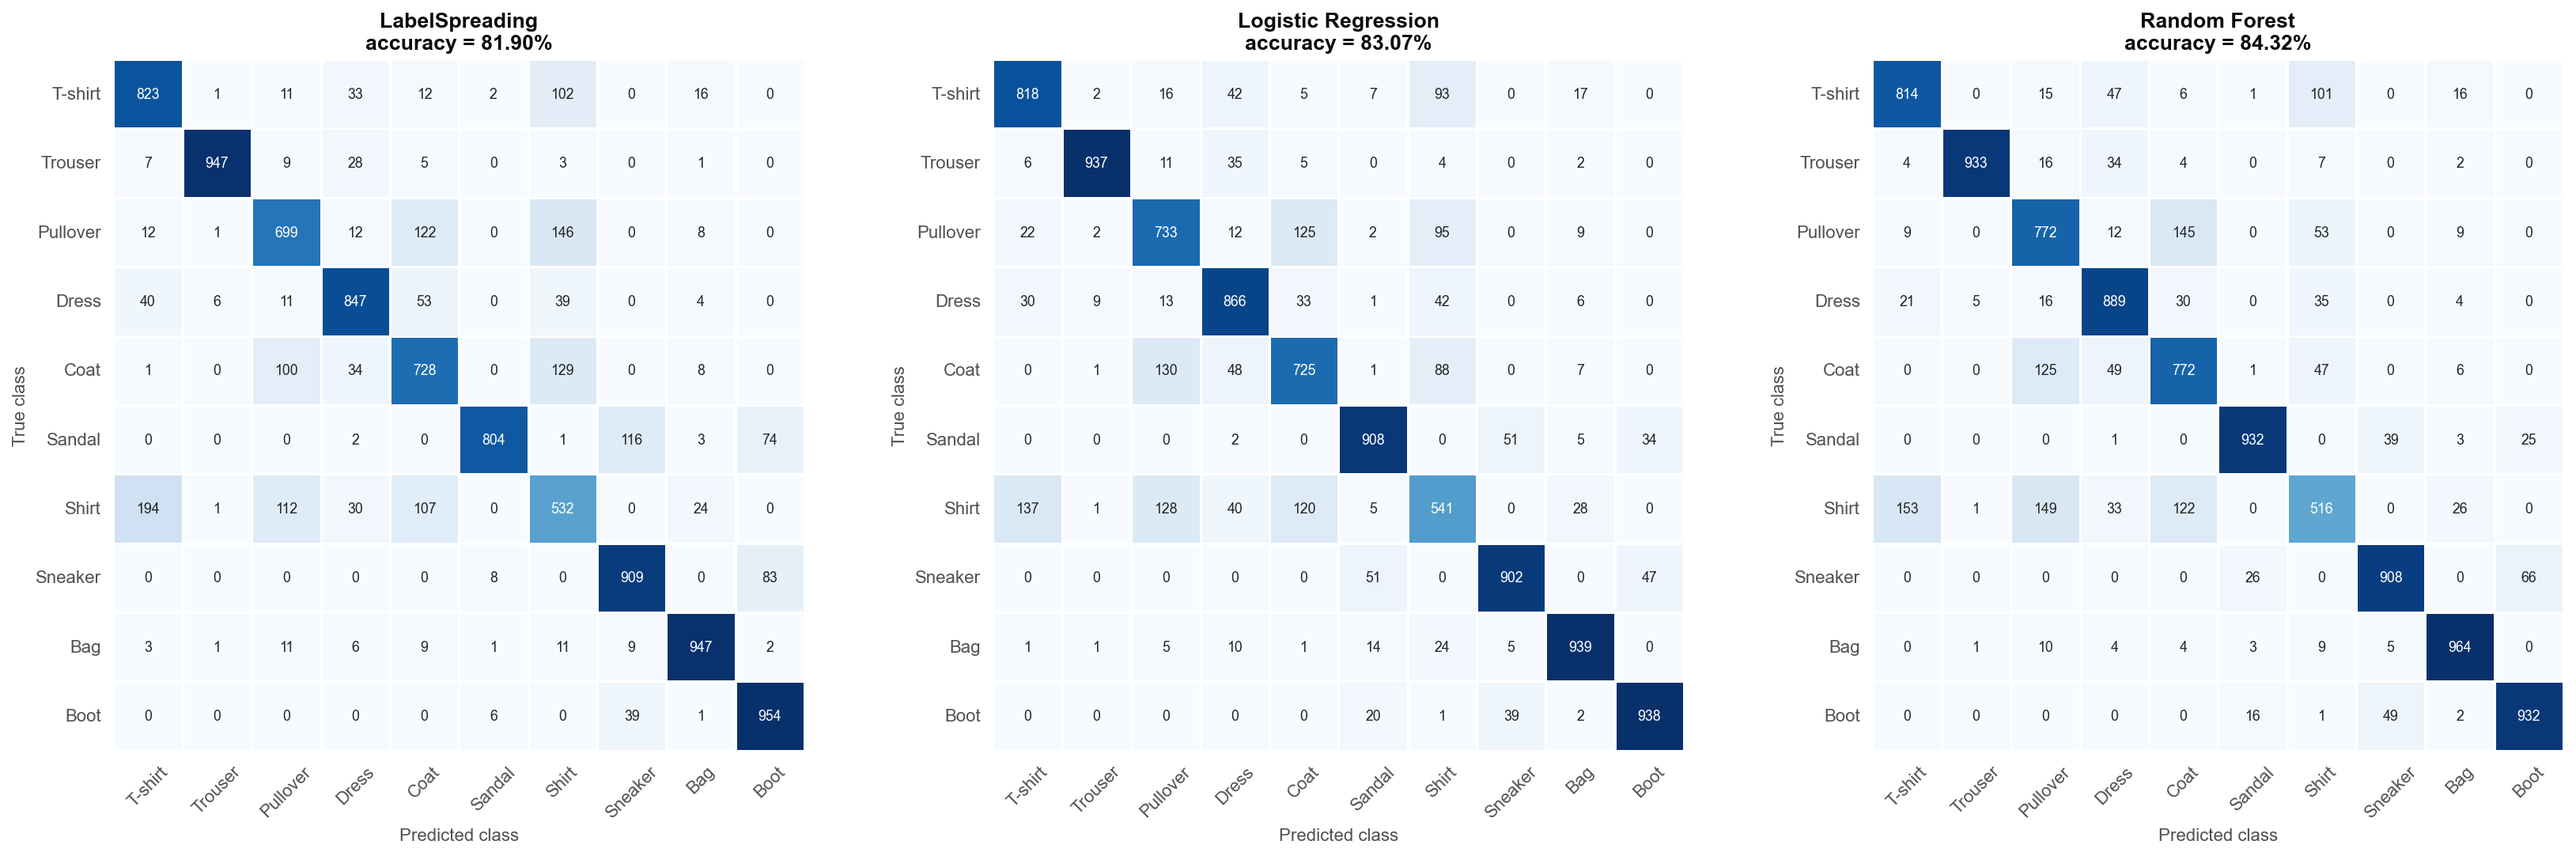 LabelSpreading
accuracy = 81.90%
True class
T-shirt 823 1 11 33 12 2 102 0 16 0
Trouser 7 947 9 28 5 0 3 0 1 0
Pullover 12 1 699 12 122 0 146 0 8 0
Dress 40 6 11 847 53 0 39 0 4 0
Coat 1 0 100 34 728 0 129 0 8 0
Sandal 0 0 0 2 0 804 1 116 3 74
Shirt 194 1 112 30 107 0 532 0 24 0
Sneaker 0 0 0 0 0 8 0 909 0 83
Bag 3 1 11 6 9 1 11 9 947 2
Boot 0 0 0 0 0 6 0 39 1 954
T-shirt Trouser Pullover Dress Coat Sandal Shirt Sneaker Bag Boot
Predicted class
Logistic Regression
accuracy = 83.07%
True class
T-shirt 818 2 16 42 5 7 93 0 17 0
Trouser 6 937 11 35 5 0 4 0 2 0
Pullover 22 2 733 12 125 2 95 0 9 0
Dress 30 9 13 866 33 1 42 0 6 0
Coat 0 1 130 48 725 1 88 0 7 0
Sandal 0 0 0 2 0 908 0 51 5 34
Shirt 137 1 128 40 120 5 541 0 28 0
Sneaker 0 0 0 0 0 51 0 902 0 47
Bag 1 1 5 10 1 14 24 5 939 0
Boot 0 0 0 0 0 20 1 39 2 938
T-shirt Trouser Pullover Dress Coat Sandal Shirt Sneaker Bag Boot
Predicted class
Random Forest
accuracy = 84.32%
True class
T-shirt 814 0 15 47 6 1 101 0 16 0
Trouser 4 933 16 34 4 0 7 0 2 0
Pullover 9 0 772 12 145 0 53 0 9 0
Dress 21 5 16 889 30 0 35 0 4 0
Coat 0 0 125 49 772 1 47 0 6 0
Sandal 0 0 0 1 0 932 0 39 3 25
Shirt 153 1 149 33 122 0 516 0 26 0
Sneaker 0 0 0 0 0 26 0 908 0 66
Bag 0 1 10 4 4 3 9 5 964 0
Boot 0 0 0 0 0 16 1 49 2 932
T-shirt Trouser Pullover Dress Coat Sandal Shirt Sneaker Bag Boot
Predicted class